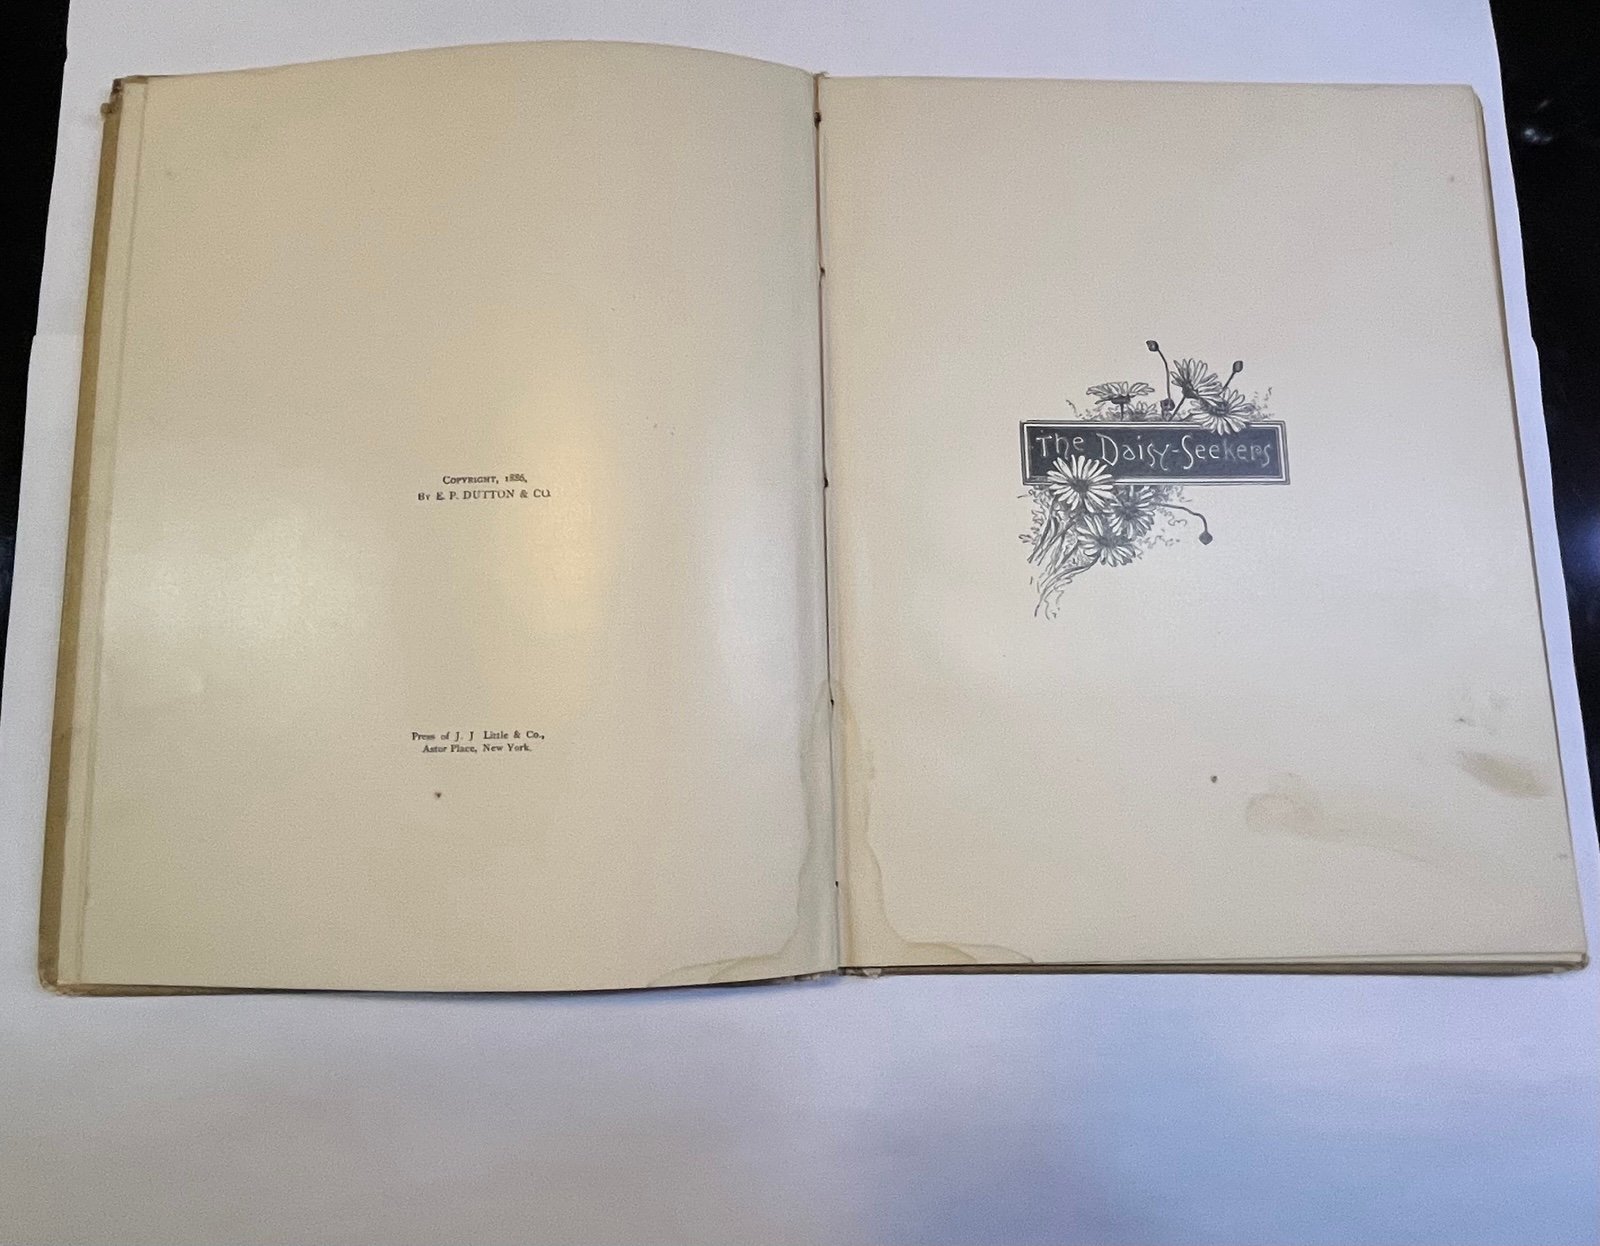 COPYRIGHT, 1886,
BY E. P. DUTTON & CO.
Press of J. J Little & Co.,
Astor Place, New York.
The Daisy-Seekers